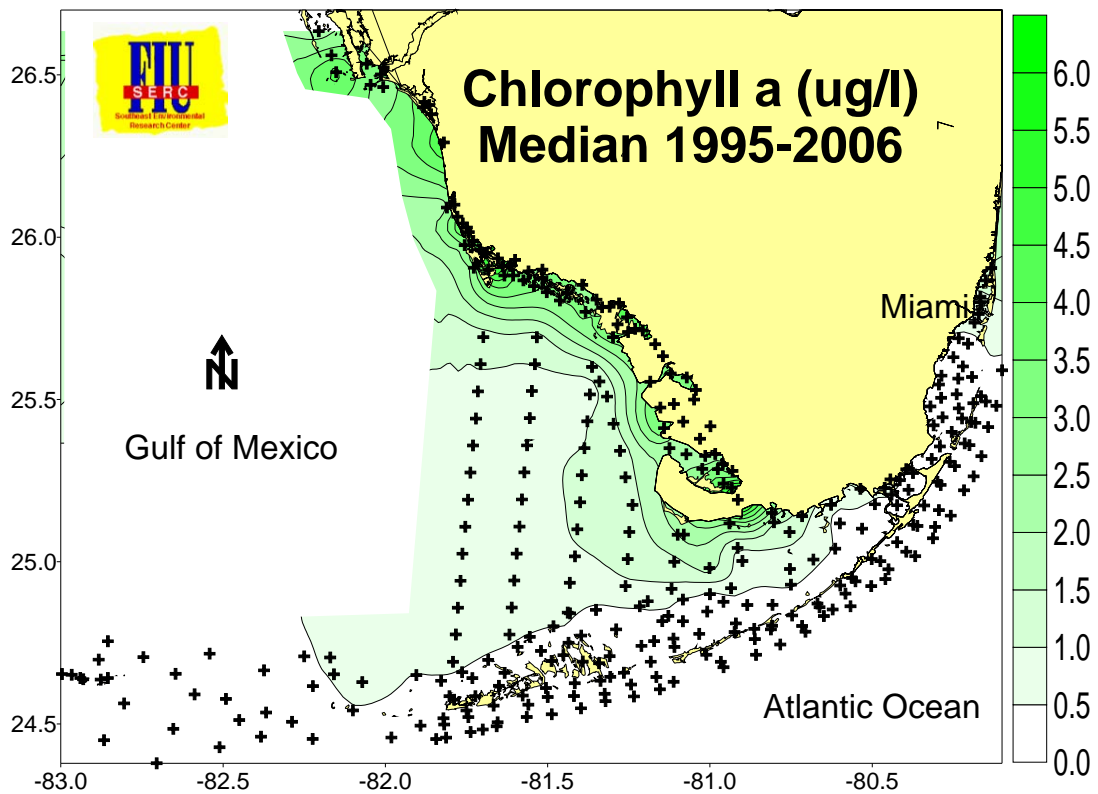 FIU
SERC
Southeast Environmental
Research Center
Chlorophyll a (ug/l)
Median 1995-2006
7
Miami
N
Gulf of Mexico
Atlantic Ocean
26.5
26.0
25.5
25.0
24.5
-83.0
-82.5
-82.0
-81.5
-81.0
-80.5
6.0
5.5
5.0
4.5
4.0
3.5
3.0
2.5
2.0
1.5
1.0
0.5
0.0